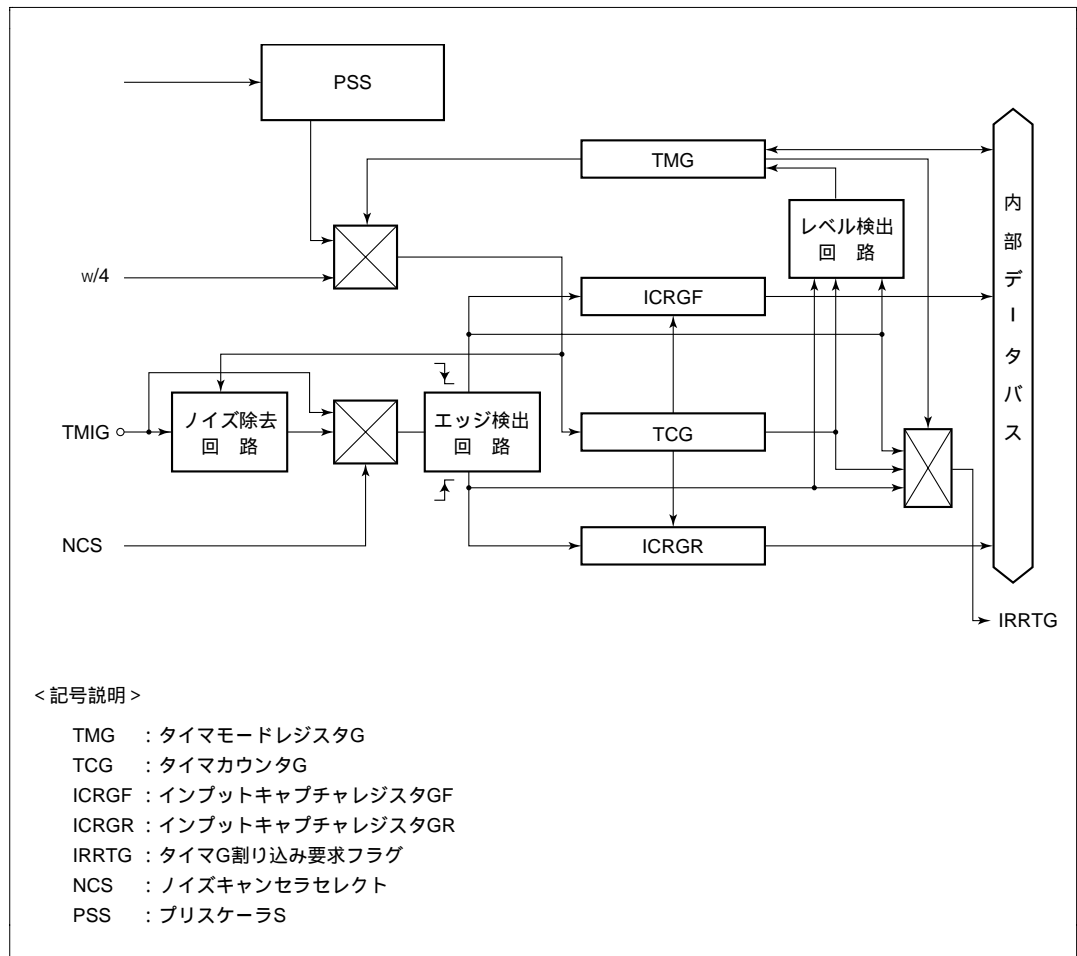 PSS
TMG
レベル検出
回 路
内部データバス
w/4
ICRGF
TMIG
ノイズ除去
回 路
エッジ検出
回 路
TCG
NCS
ICRGR
IRRTG
<記号説明>
TMG :タイマモードレジスタG
TCG :タイマカウンタG
ICRGF :インプットキャプチャレジスタGF
ICRGR :インプットキャプチャレジスタGR
IRRTG :タイマG割り込み要求フラグ
NCS :ノイズキャンセラセレクト
PSS :プリスケーラS